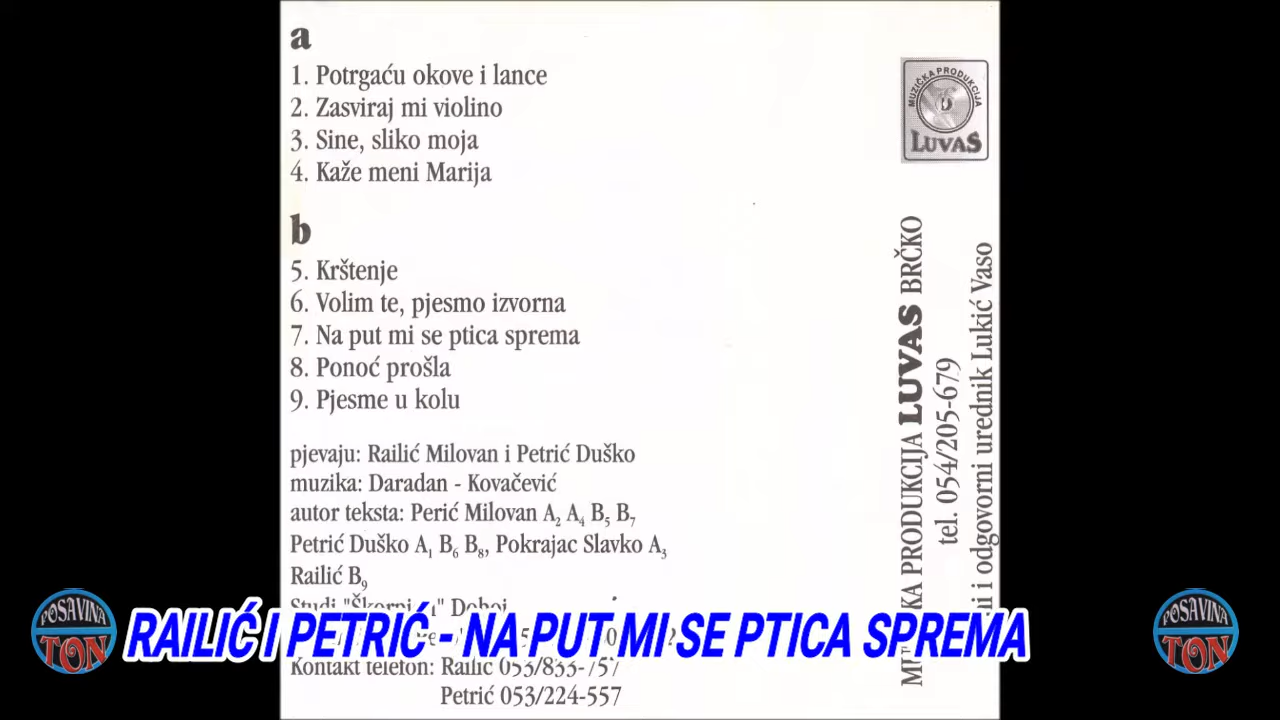 a
1. Potrgaću okove i lance
2. Zasviraj mi violino
3. Sine, sliko moja
4. Kaže meni Marija
b
5. Krštenje
6. Volim te, pjesmo izvorna
7. Na put mi se ptica sprema
8. Ponoć prošla
9. Pjesme u kolu
pjevaju: Railić Milovan i Petrić Duško
muzika: Daradan - Kovačević
autor teksta: Perić Milovan A2 A4 B5 B7
Petrić Duško A1 B6 B8, Pokrajac Slavko A3
Railić B9
Doboj
Kontakt telefon: Railić 053/833-757
Petrić 053/224-557
MUZIČKA PRODUKCIJA
LUVAS
PRODUKCIJA LUVAS BRČKO
tel. 054/205-679
i odgovorni urednik Lukić Vaso
POSAVINA
TON
RAILIĆ I PETRIĆ - NA PUT MI SE PTICA SPREMA
POSAVINA
TON